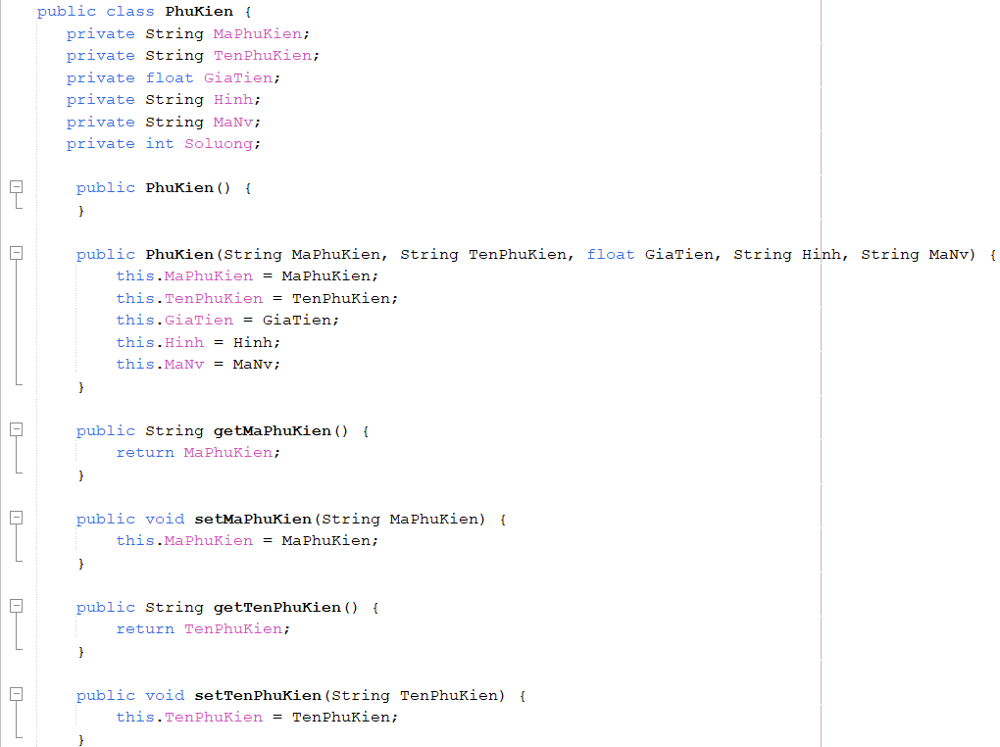 public class PhuKien {
private String MaPhuKien;
private String TenPhuKien;
private float GiaTien;
private String Hinh;
private String MaNv;
private int Soluong;
public PhuKien() {
}
public PhuKien(String MaPhuKien, String TenPhuKien, float GiaTien, String Hinh, String MaNv) {
this.MaPhuKien = MaPhuKien;
this.TenPhuKien = TenPhuKien;
this.GiaTien = GiaTien;
this.Hinh = Hinh;
this.MaNv = MaNv;
}
public String getMaPhuKien() {
return MaPhuKien;
}
public void setMaPhuKien(String MaPhuKien) {
this.MaPhuKien = MaPhuKien;
}
public String getTenPhuKien() {
return TenPhuKien;
}
public void setTenPhuKien(String TenPhuKien) {
this.TenPhuKien = TenPhuKien;
}